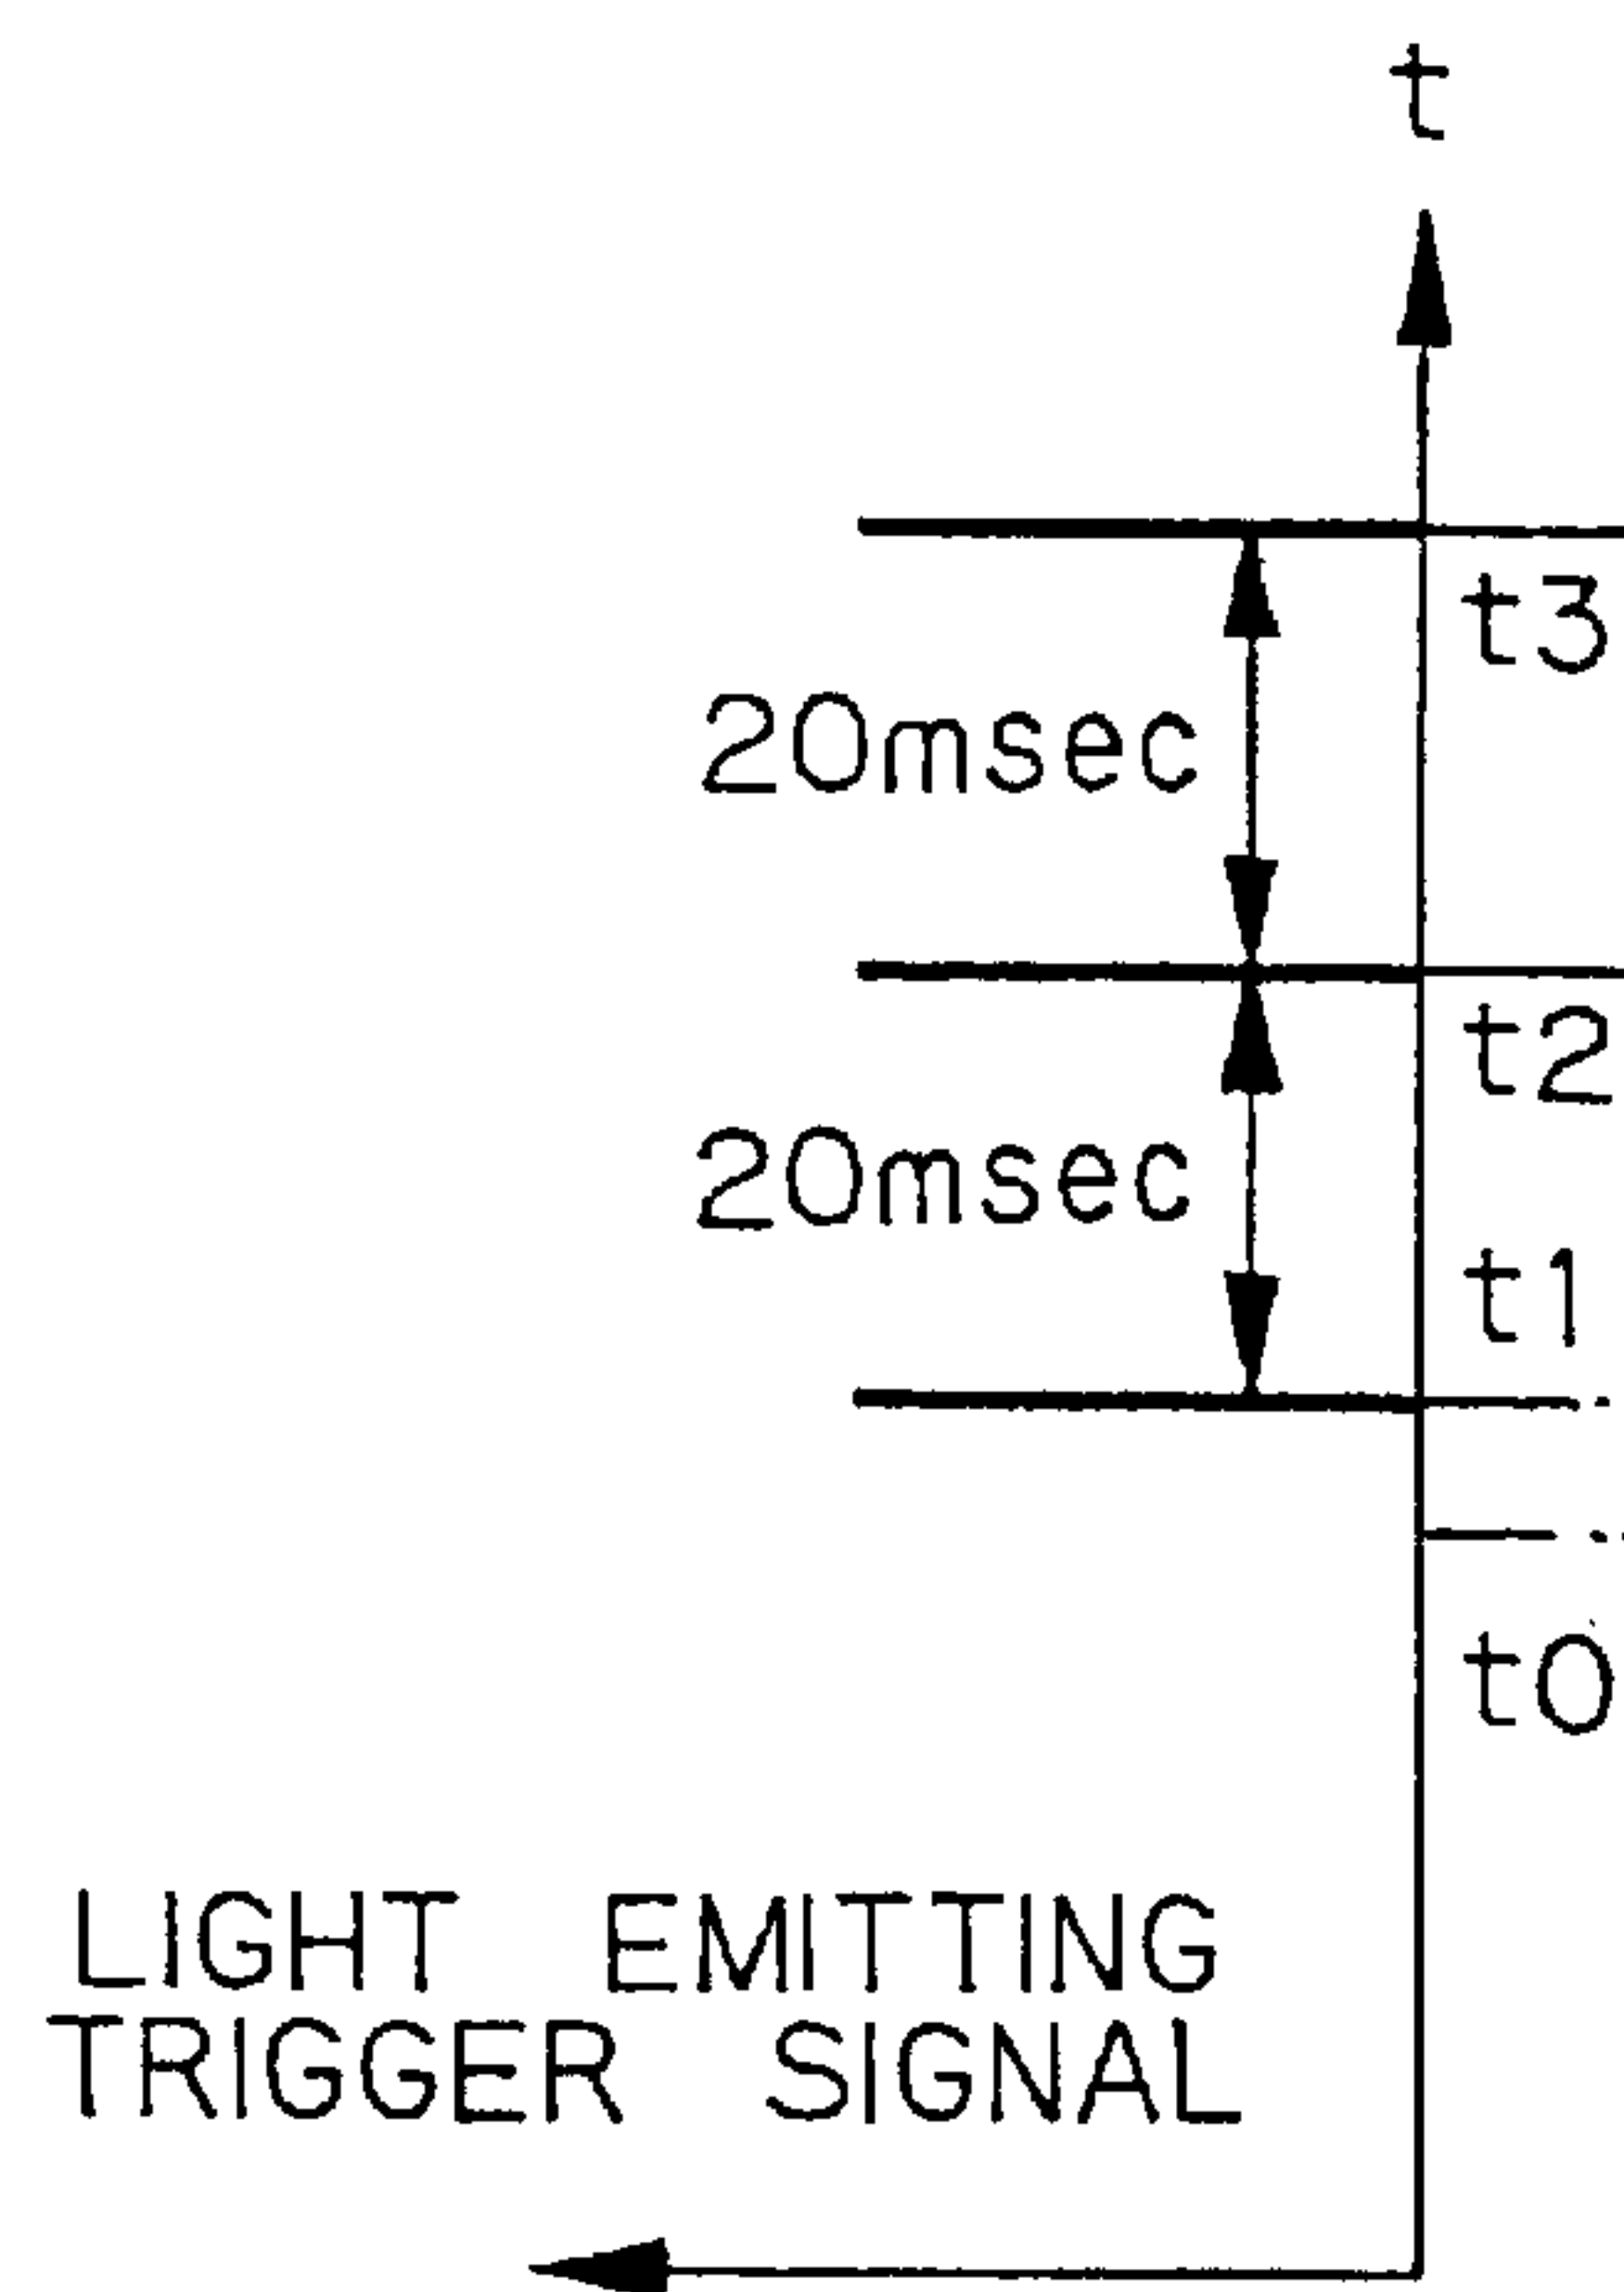 t
t3
20msec
t2
20msec
t1
t0
LIGHT EMITTING
TRIGGER SIGNAL